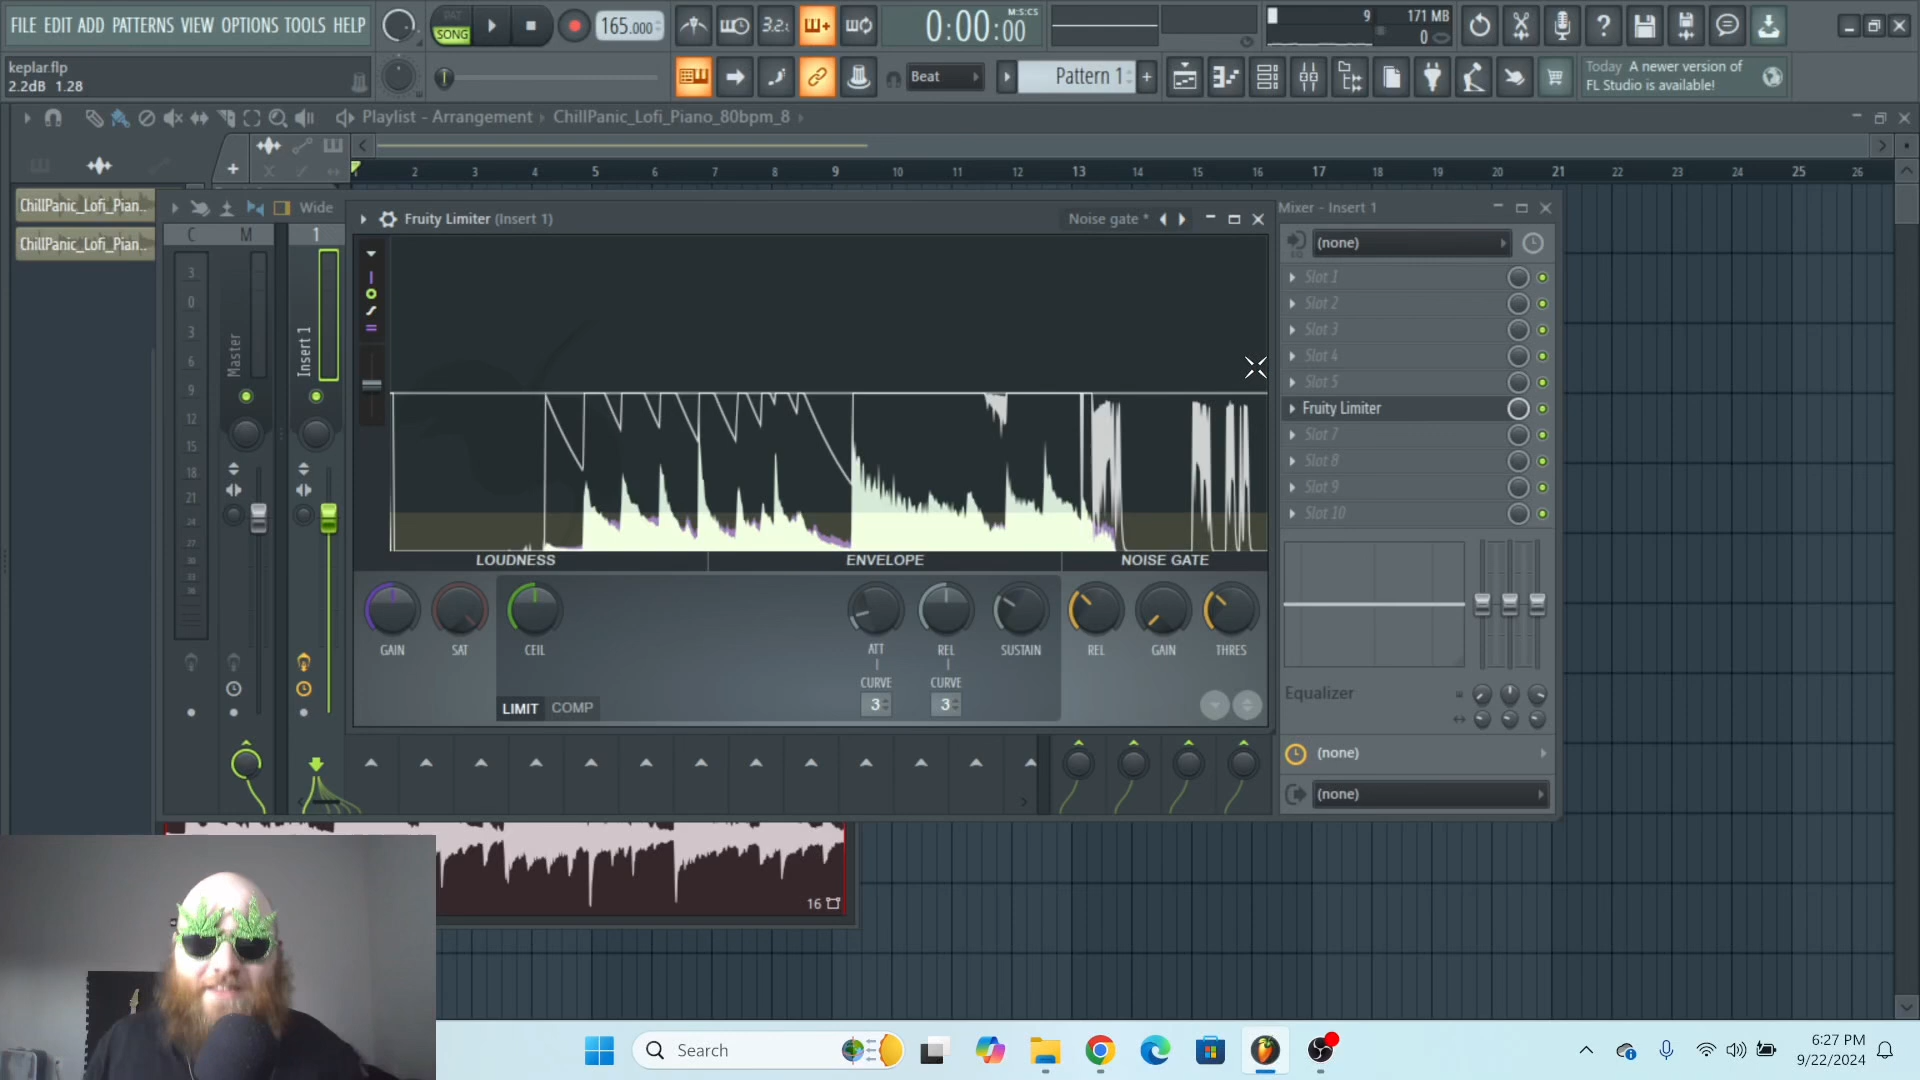 FILE EDIT ADD PATTERNS VIEW OPTIONS TOOLS HELP
PAT
SONG
165.000
3.2.
0:00:00
M:S:CS
9
171 MB
0
keplar.flp
2.2dB 1.28
Beat
Pattern 1
+
Today A newer version of
FL Studio is available!
Playlist - Arrangement › ChillPanic_Lofi_Piano_80bpm_8
2 3 4 5 6 7 8 9 10 11 12 13 14 15 16 17 18 19 20 21 22 23 24 25 26
ChillPanic_Lofi_Pian..
ChillPanic_Lofi_Pian..
Wide
C M 1
3
0
3
6
9
12
15
18
21
24
27
30
33
Master
Insert 1
Fruity Limiter (Insert 1)
Noise gate *
LOUDNESS ENVELOPE NOISE GATE
GAIN SAT CEIL ATT REL SUSTAIN REL GAIN THRES
CURVE CURVE
3 3
LIMIT COMP
Mixer - Insert 1
(none)
Slot 1
Slot 2
Slot 3
Slot 4
Slot 5
Fruity Limiter
Slot 7
Slot 8
Slot 9
Slot 10
Equalizer
(none)
(none)
16
Search
6:27 PM
9/22/2024